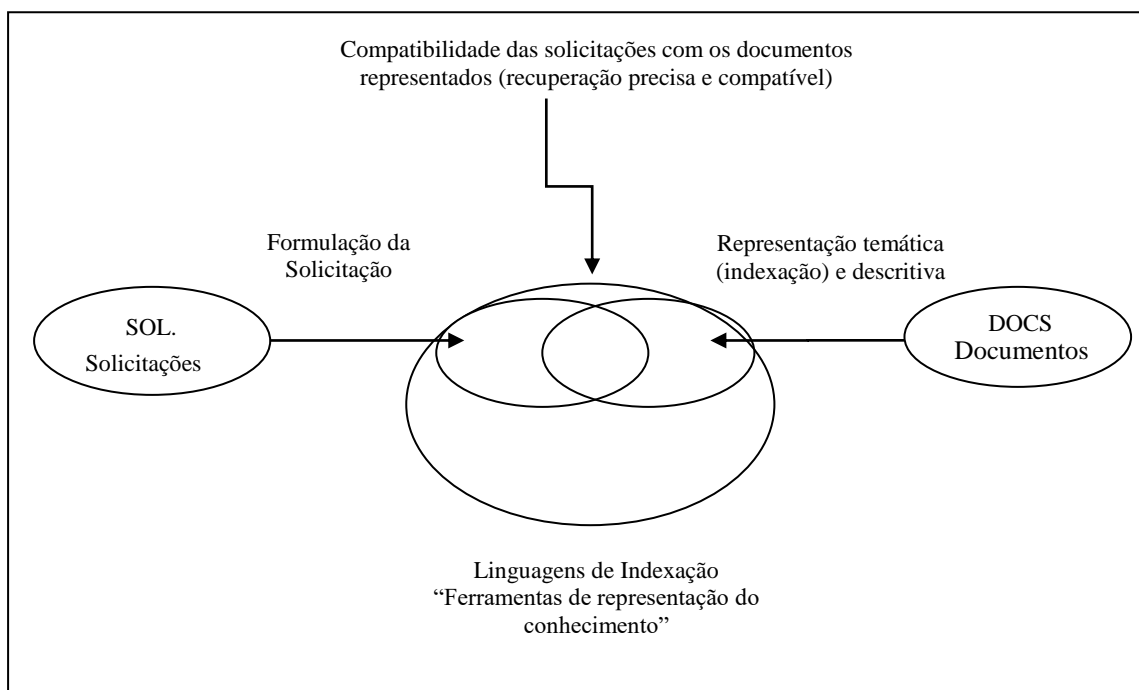 Compatibilidade das solicitações com os documentos
representados (recuperação precisa e compatível)
Formulação da
Solicitação
Representação temática
(indexação) e descritiva
SOL.
Solicitações
DOCS
Documentos
Linguagens de Indexação
“Ferramentas de representação do
conhecimento”